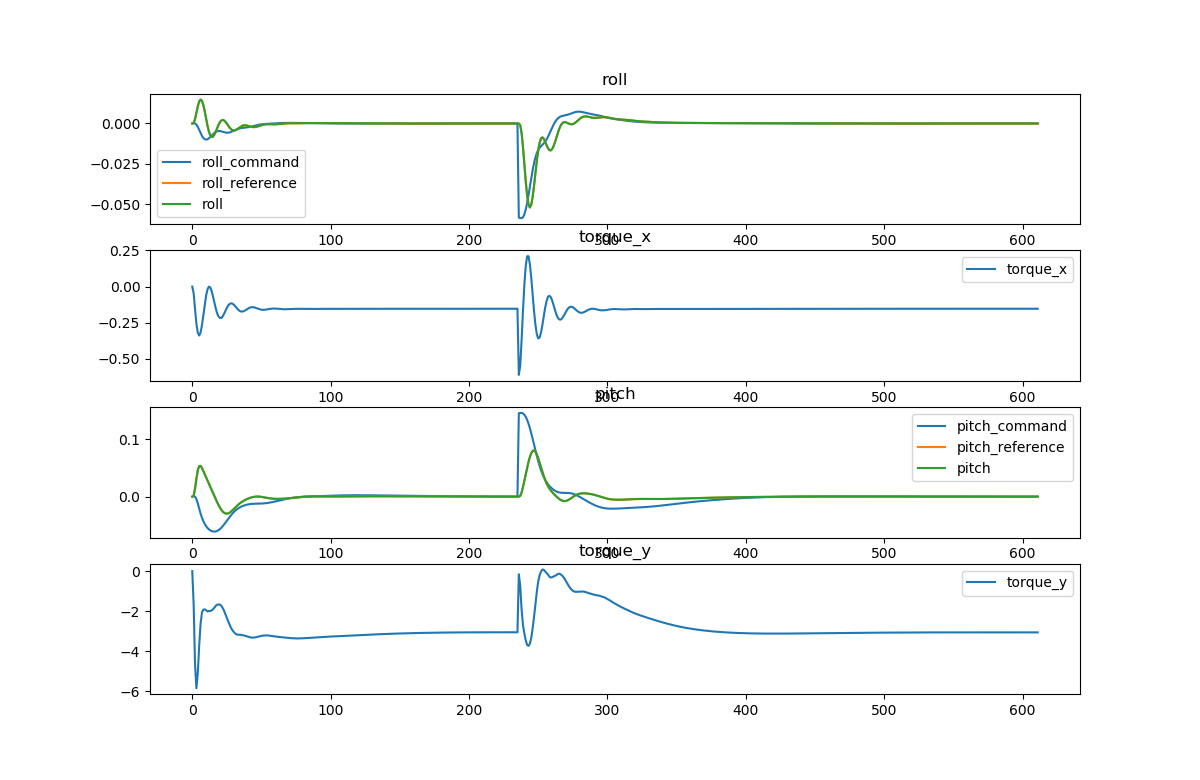 roll
0.000
−0.025
−0.050
roll_command
roll_reference
roll
0 100 200 300 400 500 600
torque_x
0.25
0.00
−0.25
−0.50
torque_x
0 100 200 300 400 500 600
pitch
0.1
0.0
pitch_command
pitch_reference
pitch
0 100 200 300 400 500 600
torque_y
0
−2
−4
−6
torque_y
0 100 200 300 400 500 600